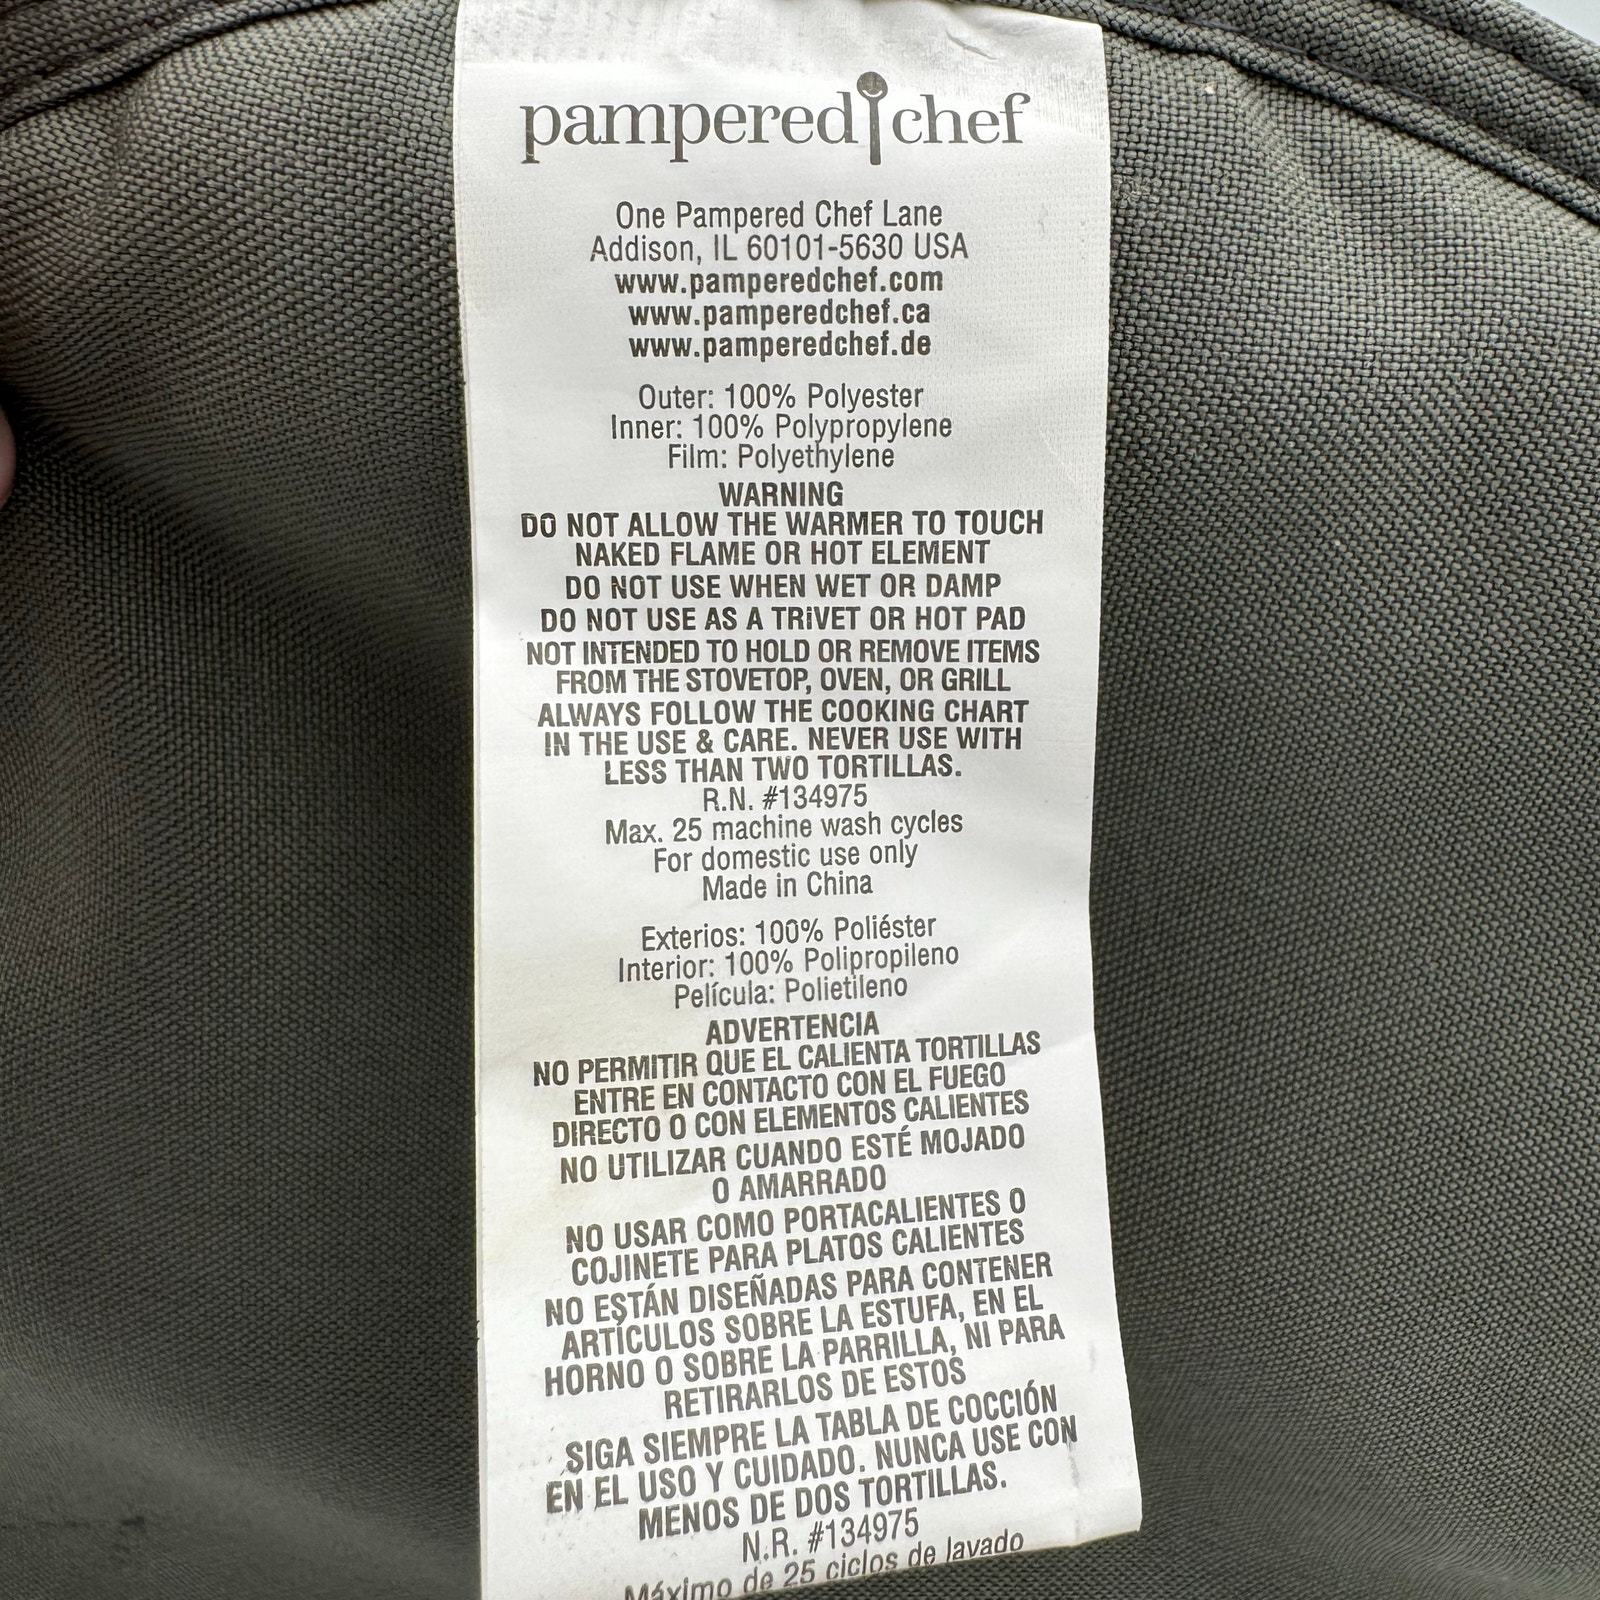 pampered chef
One Pampered Chef Lane
Addison, IL 60101-5630 USA
www.pamperedchef.com
www.pamperedchef.ca
www.pamperedchef.de
Outer: 100% Polyester
Inner: 100% Polypropylene
Film: Polyethylene
WARNING
DO NOT ALLOW THE WARMER TO TOUCH
NAKED FLAME OR HOT ELEMENT
DO NOT USE WHEN WET OR DAMP
DO NOT USE AS A TRIVET OR HOT PAD
NOT INTENDED TO HOLD OR REMOVE ITEMS
FROM THE STOVETOP, OVEN, OR GRILL
ALWAYS FOLLOW THE COOKING CHART
IN THE USE & CARE. NEVER USE WITH
LESS THAN TWO TORTILLAS.
R.N. #134975
Max. 25 machine wash cycles
For domestic use only
Made in China
Exterios: 100% Poliéster
Interior: 100% Polipropileno
Película: Polietileno
ADVERTENCIA
NO PERMITIR QUE EL CALIENTA TORTILLAS
ENTRE EN CONTACTO CON EL FUEGO
DIRECTO O CON ELEMENTOS CALIENTES
NO UTILIZAR CUANDO ESTÉ MOJADO
O AMARRADO
NO USAR COMO PORTACALIENTES O
COJINETE PARA PLATOS CALIENTES
NO ESTÁN DISEÑADAS PARA CONTENER
ARTÍCULOS SOBRE LA ESTUFA, EN EL
HORNO O SOBRE LA PARRILLA, NI PARA
RETIRARLOS DE ESTOS
SIGA SIEMPRE LA TABLA DE COCCIÓN
EN EL USO Y CUIDADO. NUNCA USE CON
MENOS DE DOS TORTILLAS.
N.R. #134975
Máximo de 25 ciclos de lavado